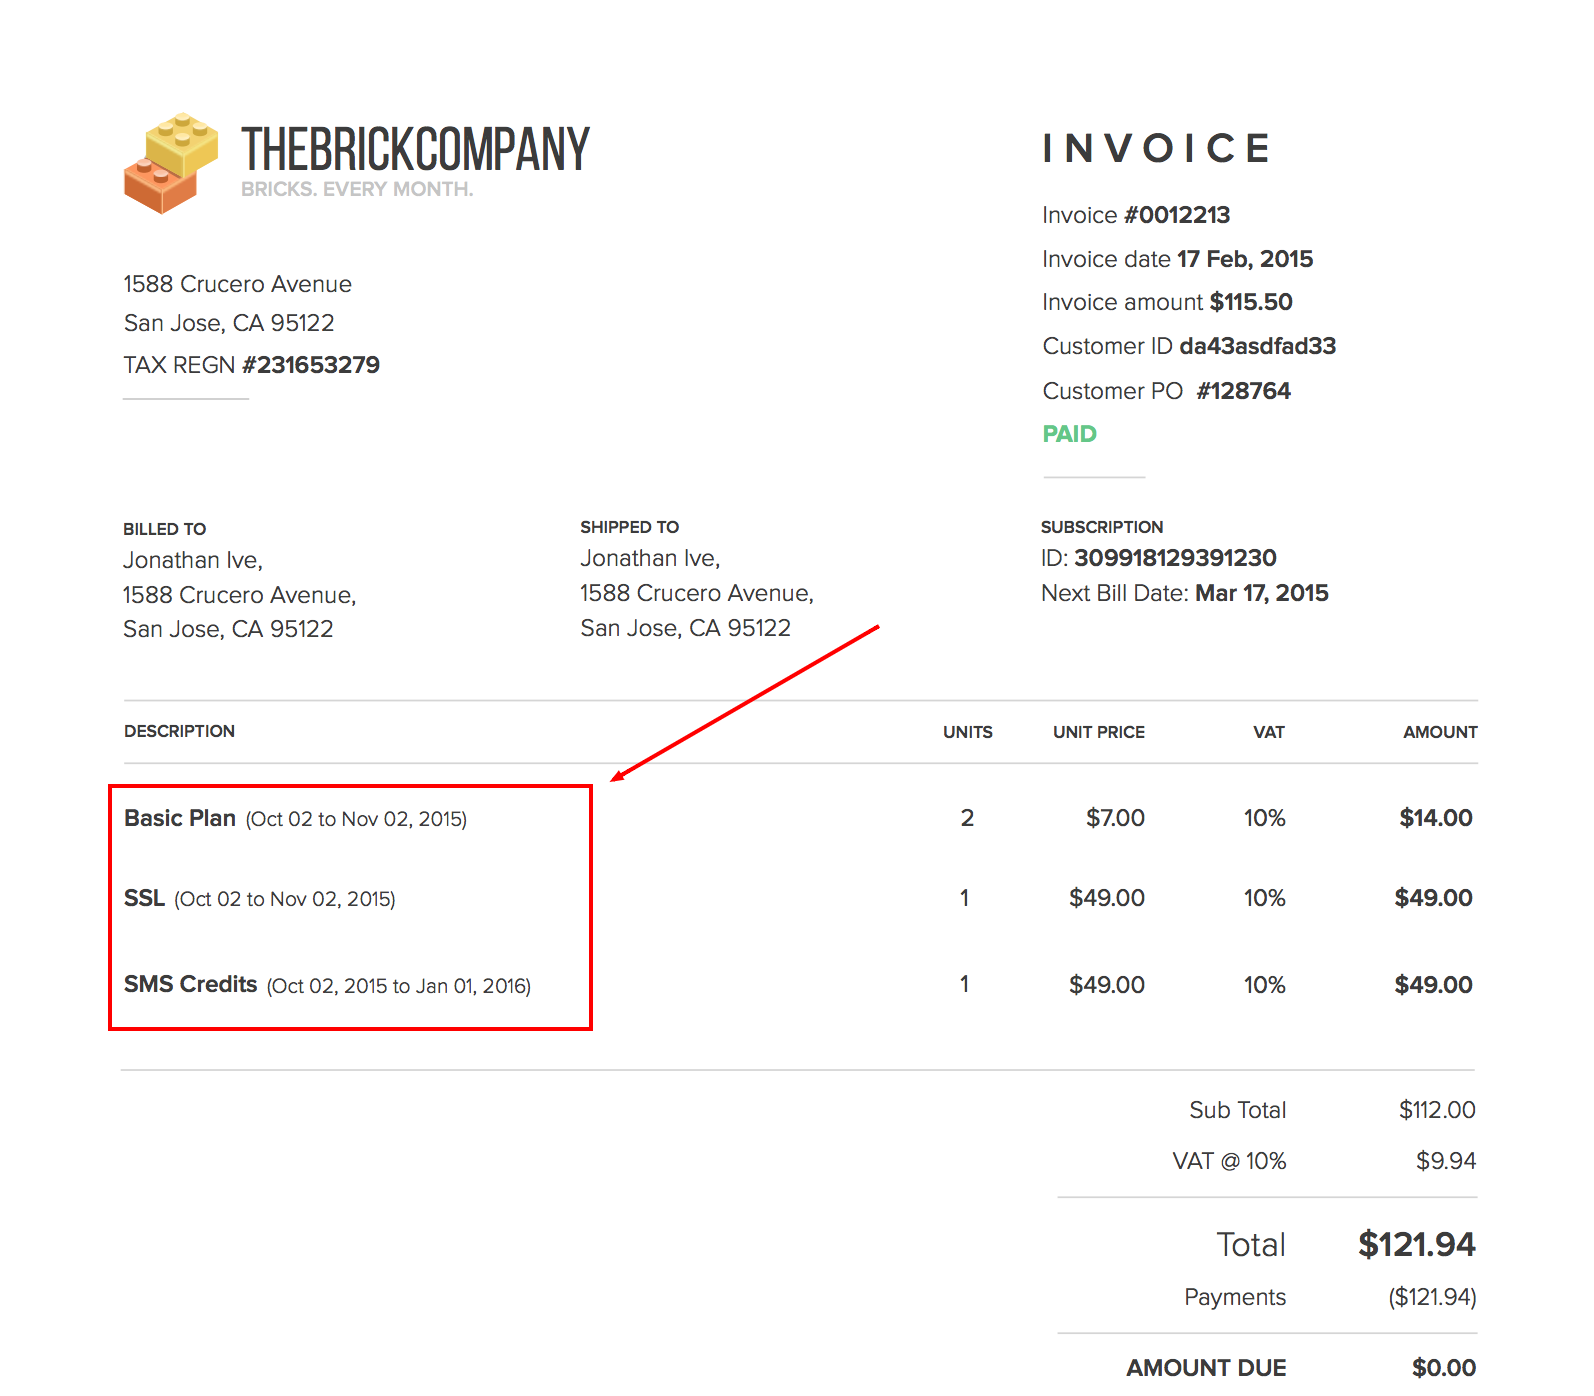 THEBRICKCOMPANY
BRICKS. EVERY MONTH.
1588 Crucero Avenue
San Jose, CA 95122
TAX REGN #231653279
INVOICE
Invoice #0012213
Invoice date 17 Feb, 2015
Invoice amount $115.50
Customer ID da43asdfad33
Customer PO #128764
PAID
BILLED TO
Jonathan Ive,
1588 Crucero Avenue,
San Jose, CA 95122
SHIPPED TO
Jonathan Ive,
1588 Crucero Avenue,
San Jose, CA 95122
SUBSCRIPTION
ID: 309918129391230
Next Bill Date: Mar 17, 2015
DESCRIPTION UNITS UNIT PRICE VAT AMOUNT
Basic Plan (Oct 02 to Nov 02, 2015) 2 $7.00 10% $14.00
SSL (Oct 02 to Nov 02, 2015) 1 $49.00 10% $49.00
SMS Credits (Oct 02, 2015 to Jan 01, 2016) 1 $49.00 10% $49.00
Sub Total $112.00
VAT @ 10% $9.94
Total $121.94
Payments ($121.94)
AMOUNT DUE $0.00